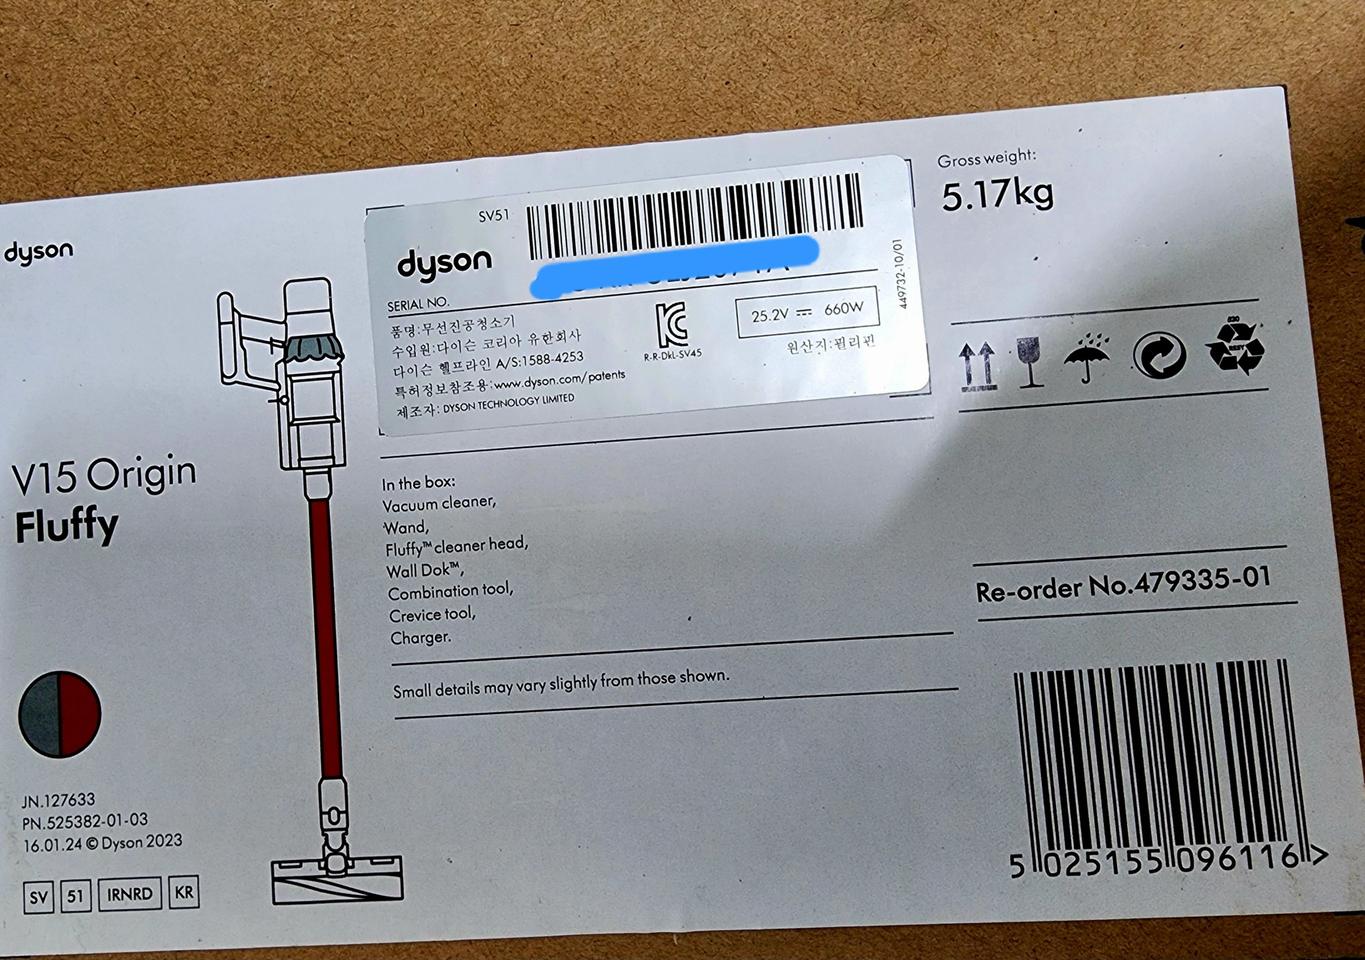 dyson
V15 Origin
Fluffy
JN.127633
PN.525382-01-03
16.01.24 © Dyson 2023
SV 51 IRNRD KR
SV51
dyson
SERIAL NO.
품명:무선진공청소기
수입원:다이슨 코리아 유한회사
다이슨 헬프라인 A/S:1588-4253
특허정보참조용:www.dyson.com/patents
제조자: DYSON TECHNOLOGY LIMITED
R-R-DkL-SV45
25.2V ⎓ 660W
원산지:필리핀
449732-10/01
In the box:
Vacuum cleaner,
Wand,
Fluffy™ cleaner head,
Wall Dok™,
Combination tool,
Crevice tool,
Charger.
Small details may vary slightly from those shown.
Gross weight:
5.17kg
Re-order No.479335-01
5 025155 096116 >